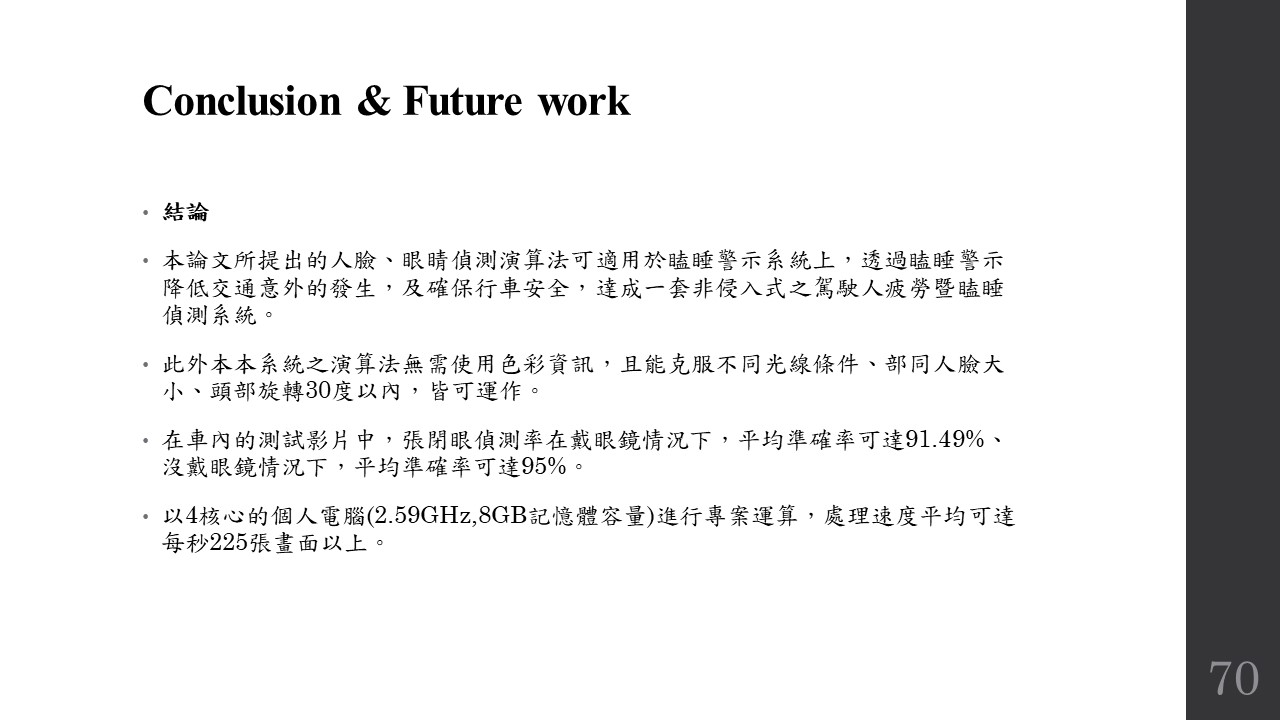 Conclusion & Future work
• 結論
• 本論文所提出的人臉、眼睛偵測演算法可適用於瞌睡警示系統上，透過瞌睡警示
降低交通意外的發生，及確保行車安全，達成一套非侵入式之駕駛人疲勞暨瞌睡
偵測系統。
• 此外本本系統之演算法無需使用色彩資訊，且能克服不同光線條件、部同人臉大
小、頭部旋轉30度以內，皆可運作。
• 在車內的測試影片中，張閉眼偵測率在戴眼鏡情況下，平均準確率可達91.49%、
沒戴眼鏡情況下，平均準確率可達95%。
• 以4核心的個人電腦(2.59GHz,8GB記憶體容量)進行專案運算，處理速度平均可達
每秒225張畫面以上。
70